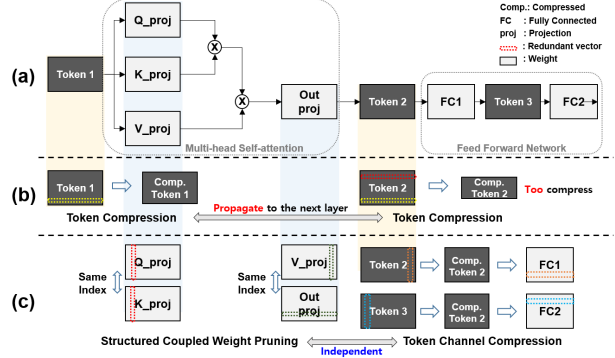 Comp.: Compressed
FC : Fully Connected
proj : Projection
: Redundant vector
: Weight
(a)
Token 1
Q_proj
K_proj
V_proj
X
X
Out
proj
Token 2
FC1
Token 3
FC2
Multi-head Self-attention
Feed Forward Network
(b)
Token 1
Comp.
Token 1
Token 2
Comp.
Token 2
Too compress
Token Compression
Propagate to the next layer
Token Compression
(c)
Same
Index
Q_proj
K_proj
Same
Index
V_proj
Out
proj
Token 2
Comp.
Token 2
FC1
Token 3
Comp.
Token 2
FC2
Structured Coupled Weight Pruning
Independent
Token Channel Compression